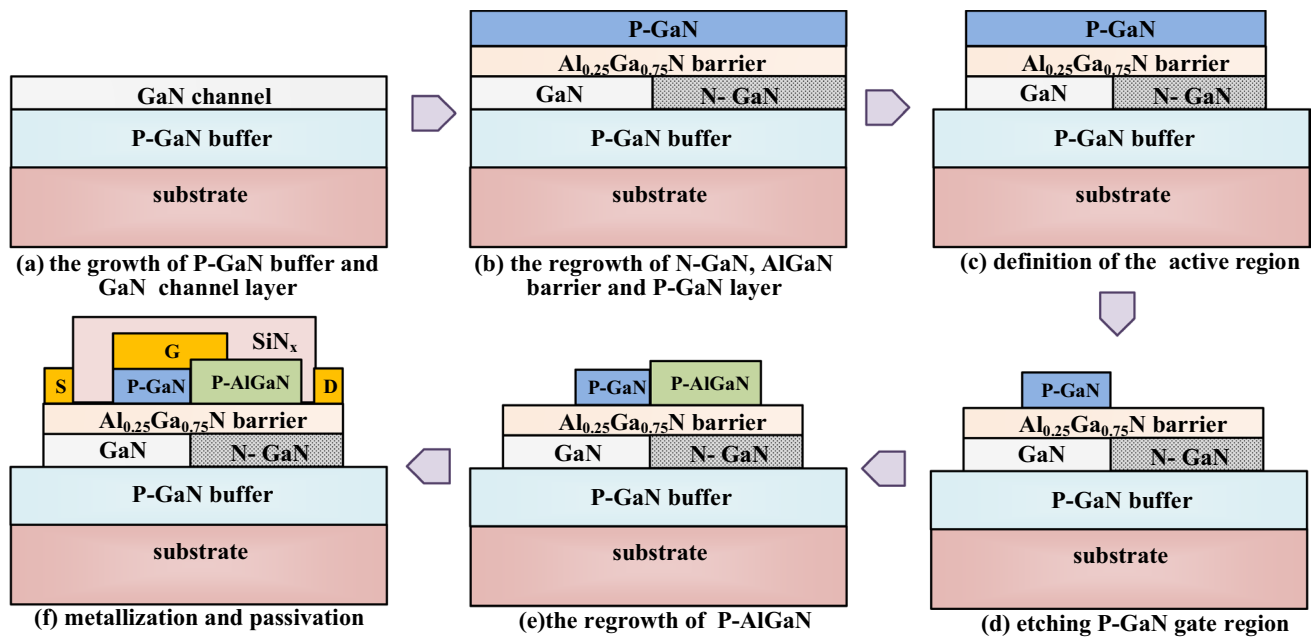 GaN channel
P-GaN buffer
substrate
(a) the growth of P-GaN buffer and
GaN channel layer
P-GaN
Al0.25Ga0.75N barrier
GaN
N- GaN
P-GaN buffer
substrate
(b) the regrowth of N-GaN, AlGaN
barrier and P-GaN layer
P-GaN
Al0.25Ga0.75N barrier
GaN
N- GaN
P-GaN buffer
substrate
(c) definition of the active region
P-GaN
Al0.25Ga0.75N barrier
GaN
N- GaN
P-GaN buffer
substrate
(d) etching P-GaN gate region
P-GaN
P-AlGaN
Al0.25Ga0.75N barrier
GaN
N- GaN
P-GaN buffer
substrate
(e)the regrowth of P-AlGaN
SiNx
G
S
P-GaN
P-AlGaN
D
Al0.25Ga0.75N barrier
GaN
N- GaN
P-GaN buffer
substrate
(f) metallization and passivation